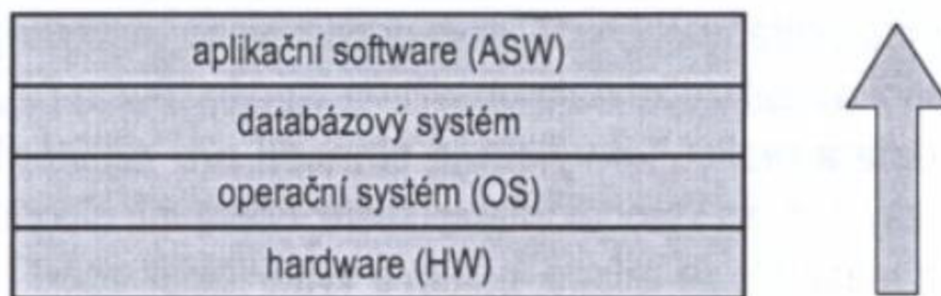 aplikační software (ASW)
databázový systém
operační systém (OS)
hardware (HW)